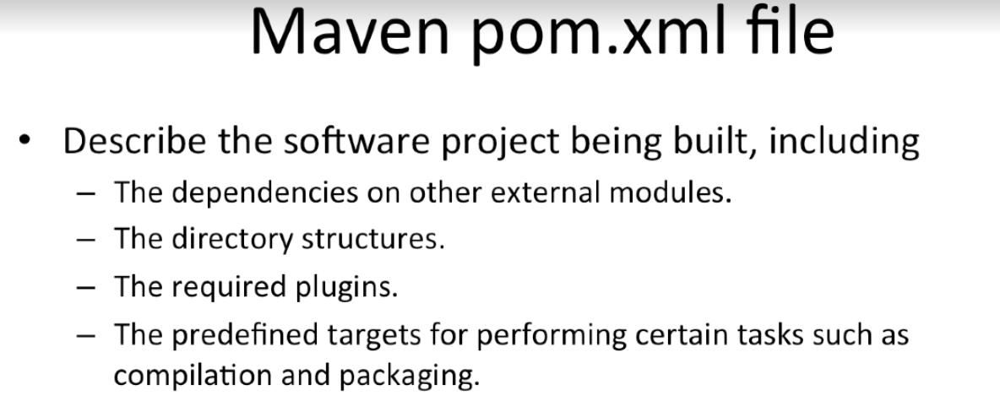 Maven pom.xml file
• Describe the software project being built, including
– The dependencies on other external modules.
– The directory structures.
– The required plugins.
– The predefined targets for performing certain tasks such as
compilation and packaging.